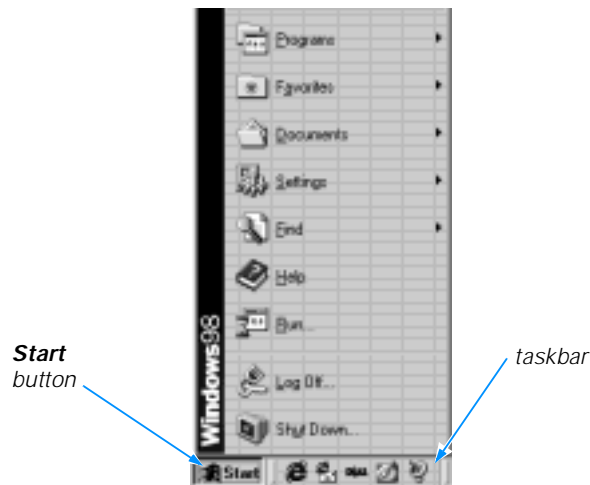 Programs
Favorites
Documents
Settings
Find
Help
Run...
Log Off...
Shut Down...
Windows98
Start
button
taskbar
Start